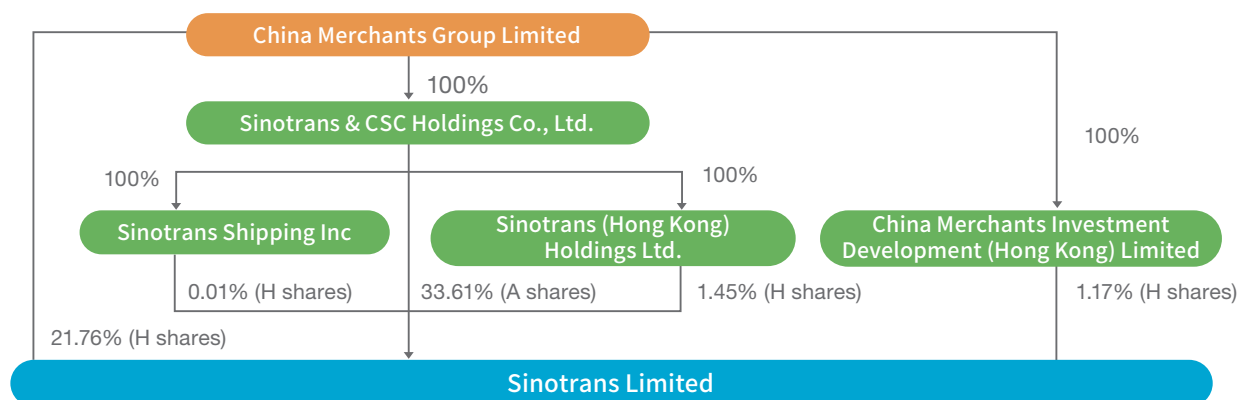 China Merchants Group Limited
100%
Sinotrans & CSC Holdings Co., Ltd.
100%
100%
100%
Sinotrans Shipping Inc
Sinotrans (Hong Kong)
Holdings Ltd.
China Merchants Investment
Development (Hong Kong) Limited
0.01% (H shares)
33.61% (A shares)
1.45% (H shares)
1.17% (H shares)
21.76% (H shares)
Sinotrans Limited